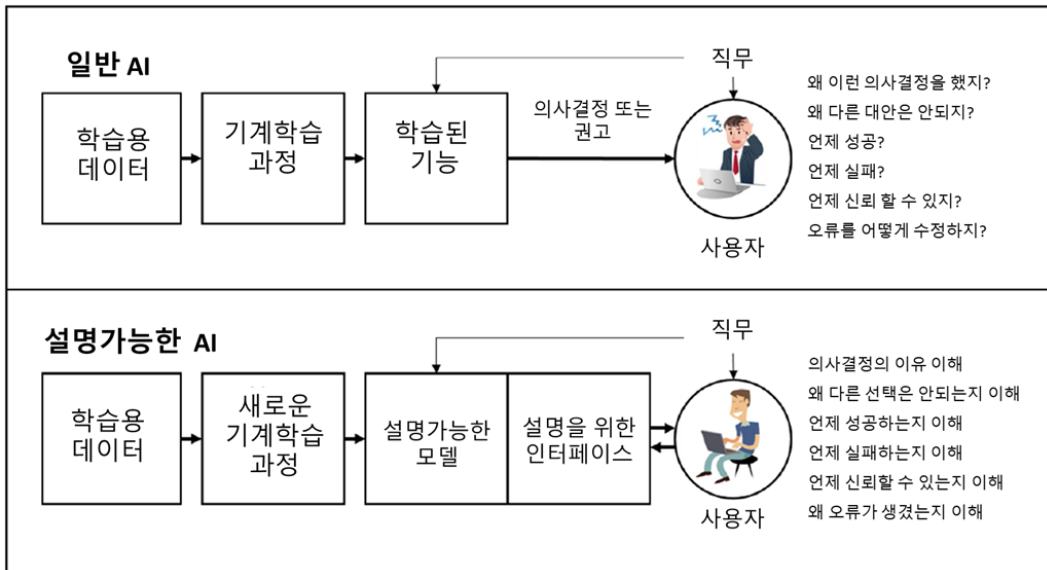 일반 AI
직무
학습용
데이터
기계학습
과정
학습된
기능
의사결정 또는
권고
사용자
왜 이런 의사결정을 했지?
왜 다른 대안은 안되지?
언제 성공?
언제 실패?
언제 신뢰 할 수 있지?
오류를 어떻게 수정하지?
설명가능한 AI
직무
학습용
데이터
새로운
기계학습
과정
설명가능한
모델
설명을 위한
인터페이스
사용자
의사결정의 이유 이해
왜 다른 선택은 안되는지 이해
언제 성공하는지 이해
언제 실패하는지 이해
언제 신뢰할 수 있는지 이해
왜 오류가 생겼는지 이해